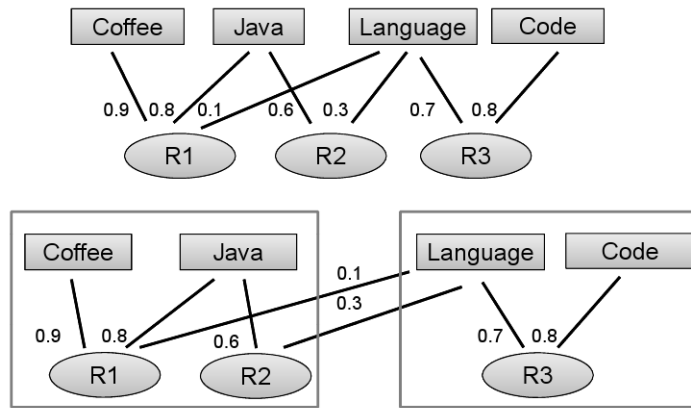 Coffee Java Language Code
0.9 0.8 0.1 0.6 0.3 0.7 0.8
R1 R2 R3
Coffee Java Language Code
0.1
0.3
0.9 0.8 0.6 0.7 0.8
R1 R2 R3